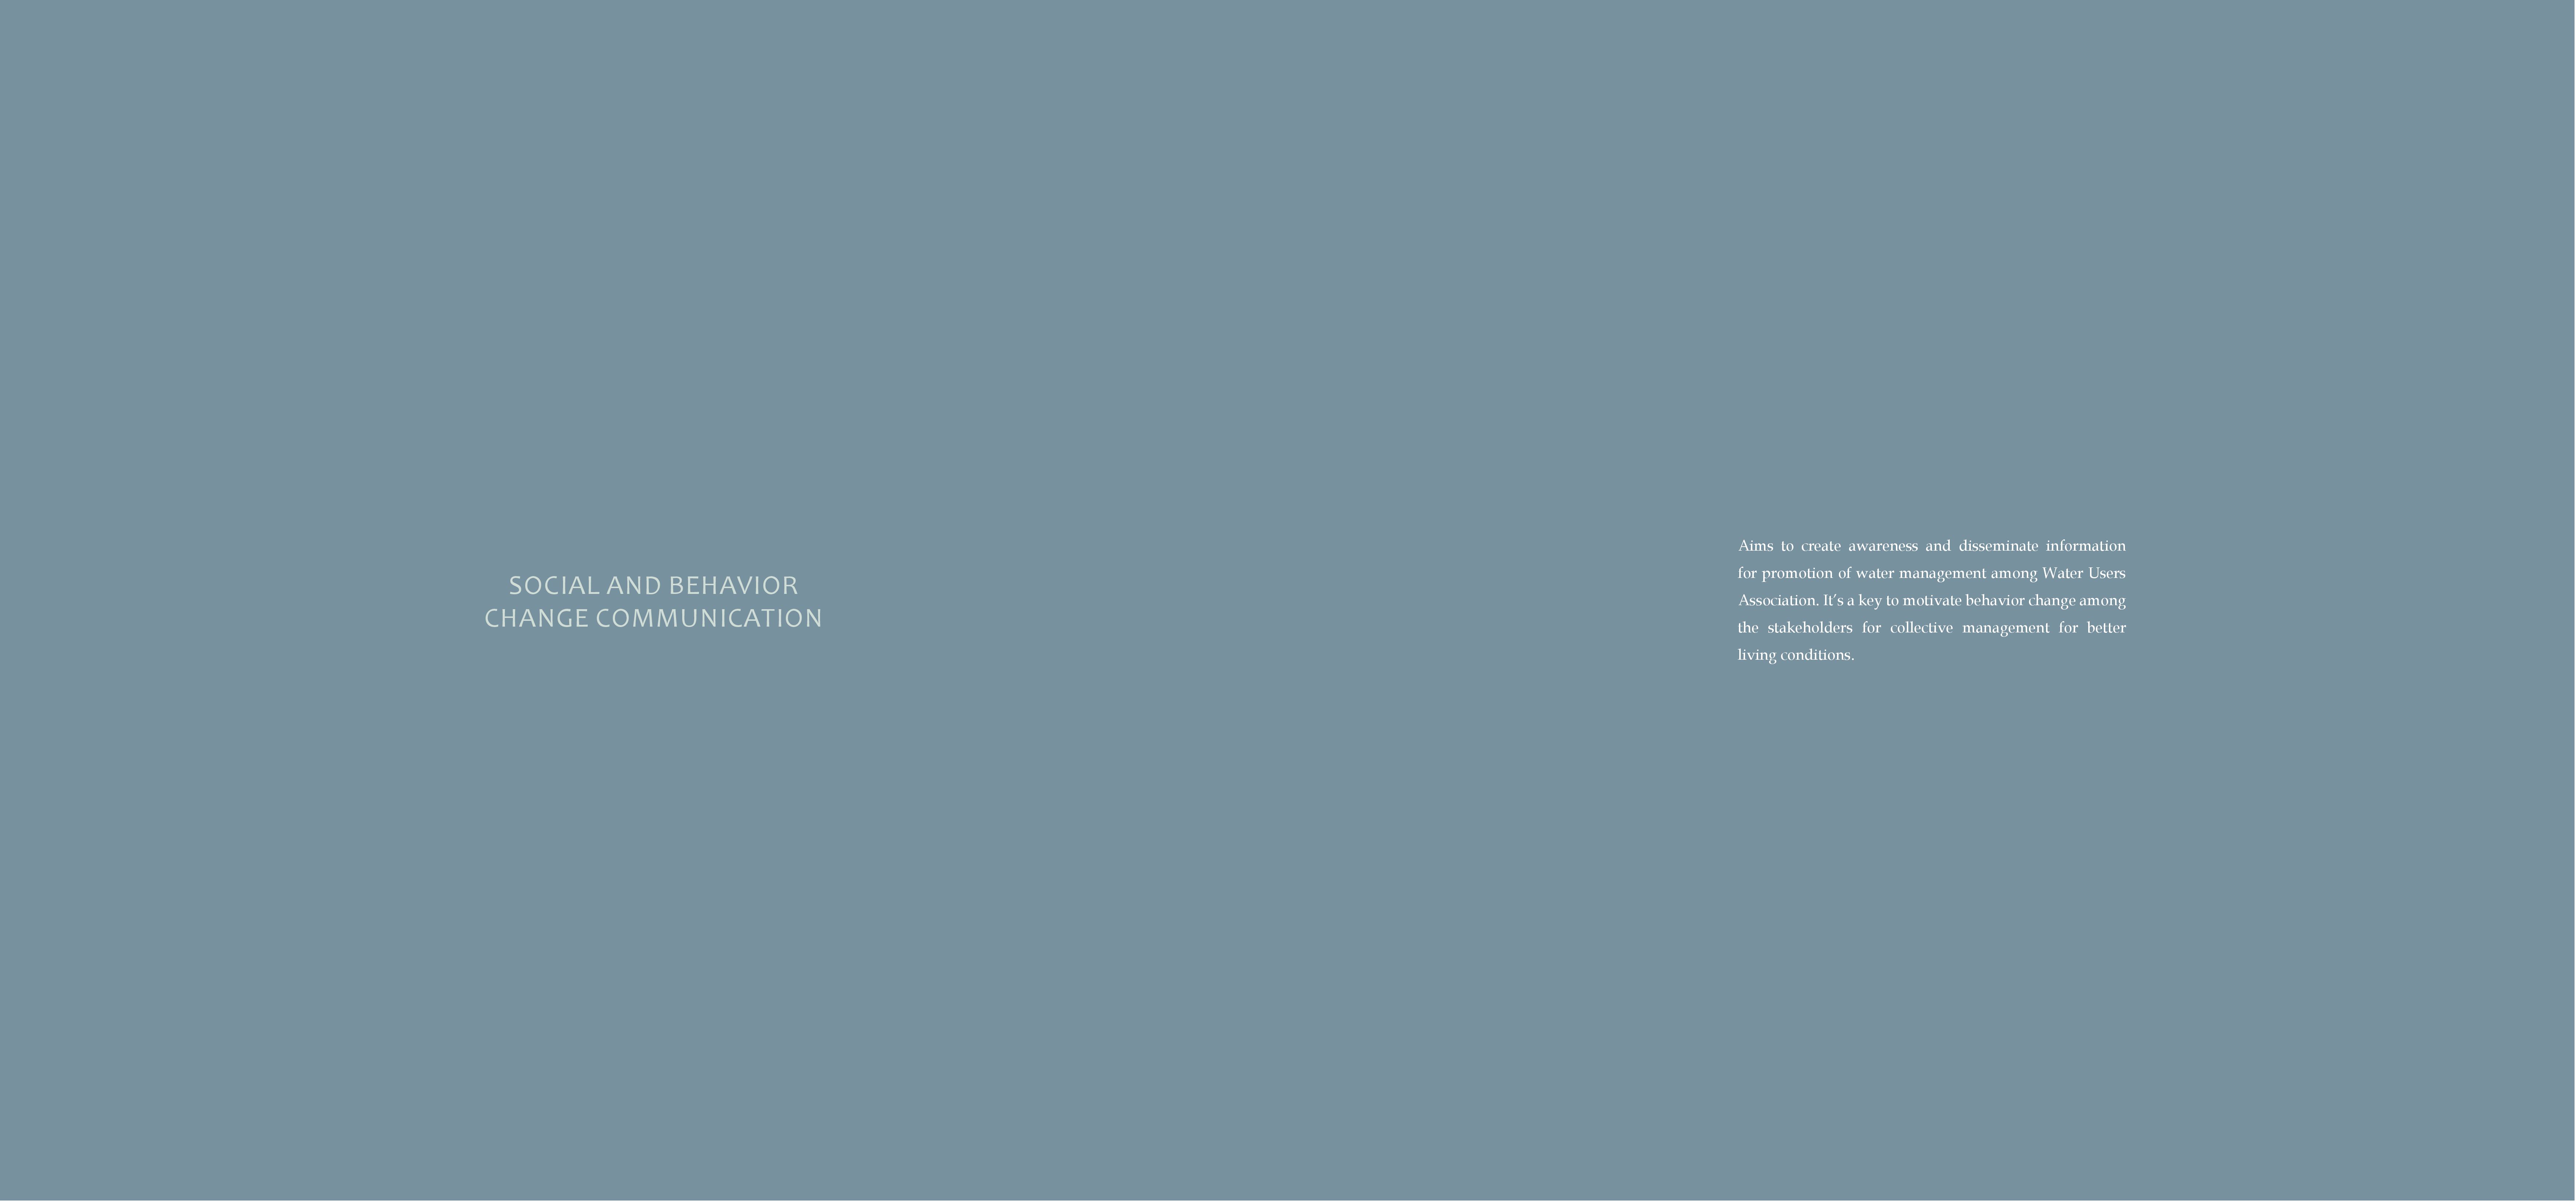 SOCIAL AND BEHAVIOR
CHANGE COMMUNICATION
Aims to create awareness and disseminate information
for promotion of water management among Water Users
Association. It’s a key to motivate behavior change among
the stakeholders for collective management for better
living conditions.